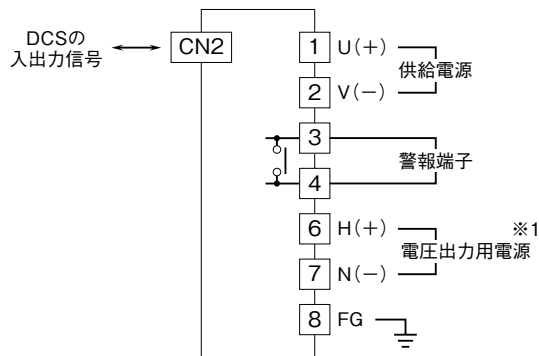 DCSの
入出力信号
CN2
1 U(+)
供給電源
2 V(−)
3
警報端子
4
※1
6 H(+)
電圧出力用電源
7 N(−)
8 FG